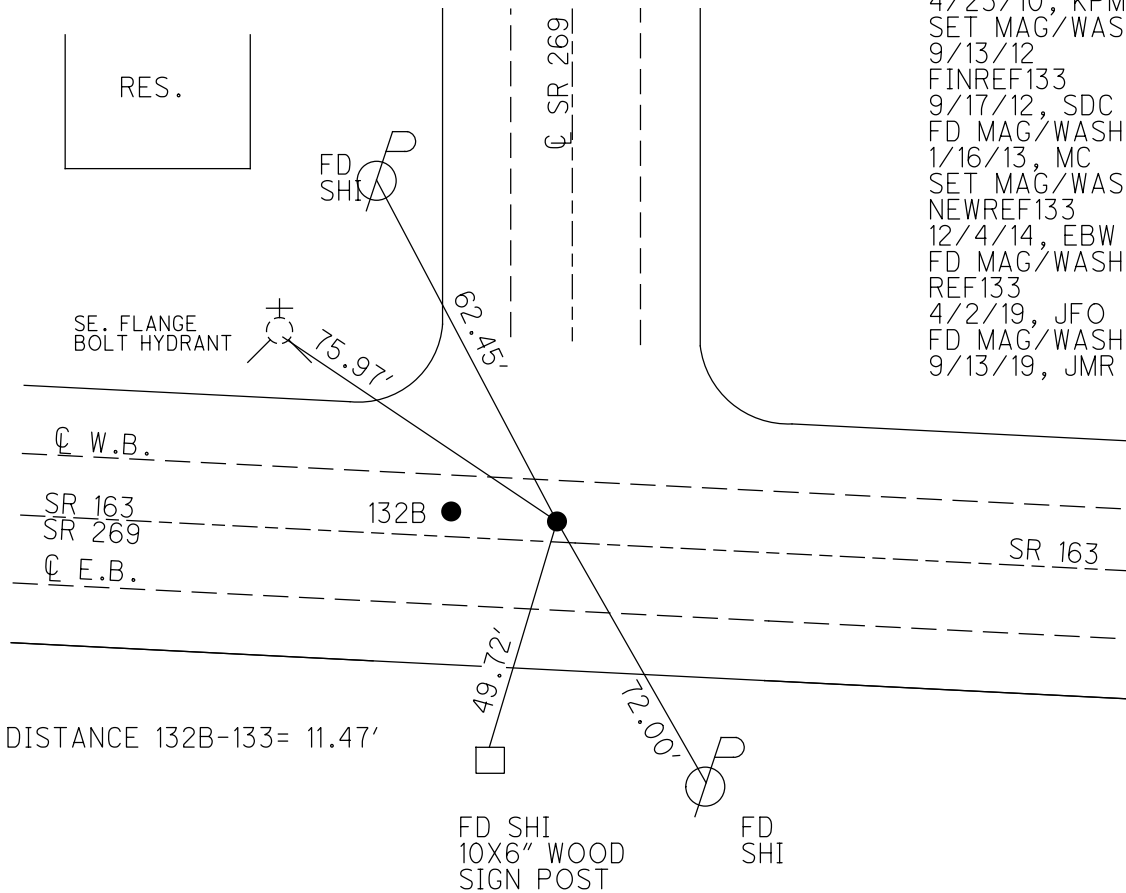 4/23/10, KPM
SET MAG/WAS
9/13/12
FINREF133
9/17/12, SDC
FD MAG/WASH
1/16/13, MC
SET MAG/WAS
NEWREF133
12/4/14, EBW
FD MAG/WASH
REF133
4/2/19, JFO
FD MAG/WASH
9/13/19, JMR
RES.
℄ SR 269
FD
SHI
62.45'
SE. FLANGE
BOLT HYDRANT
75.97'
℄ W.B.
SR 163
SR 269
132B
SR 163
℄ E.B.
49.72'
72.00'
DISTANCE 132B-133= 11.47'
FD SHI
10X6" WOOD
SIGN POST
FD
SHI